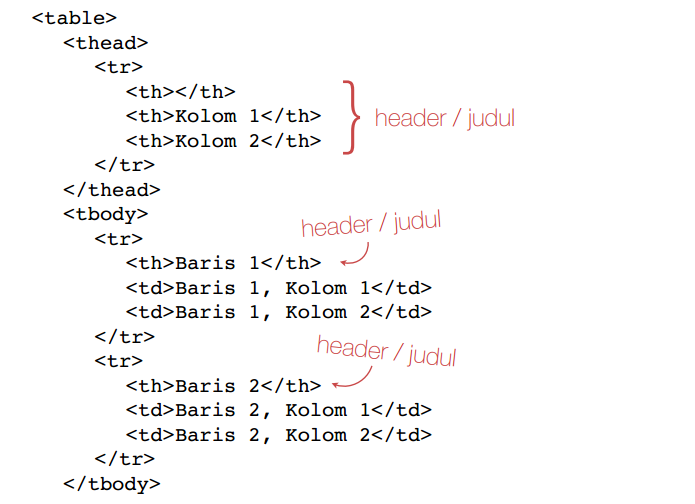 <table>
<thead>
<tr>
<th></th>
<th>Kolom 1</th>
<th>Kolom 2</th>
header / judul
</tr>
</thead>
<tbody>
header / judul
<tr>
<th>Baris 1</th>
<td>Baris 1, Kolom 1</td>
<td>Baris 1, Kolom 2</td>
</tr>
header / judul
<tr>
<th>Baris 2</th>
<td>Baris 2, Kolom 1</td>
<td>Baris 2, Kolom 2</td>
</tr>
</tbody>